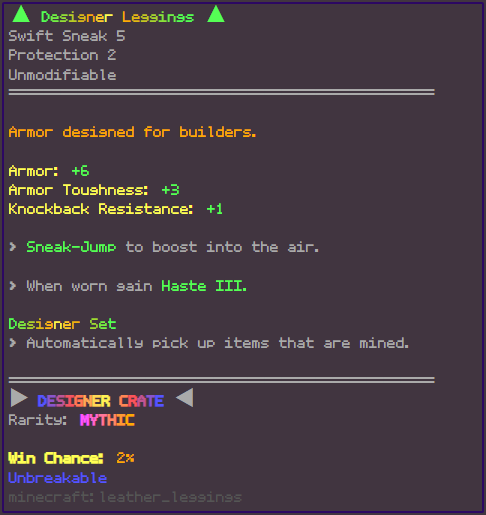 ▲ Designer Leggings ▲
Swift Sneak 5
Protection 2
Unmodifiable
Armor designed for builders.
Armor: +6
Armor Toughness: +3
Knockback Resistance: +1
> Sneak-Jump to boost into the air.
> When worn gain Haste III.
Designer Set
> Automatically pick up items that are mined.
▶ DESIGNER CRATE ◀
Rarity: MYTHIC
Win Chance: 2%
Unbreakable
minecraft:leather_leggings